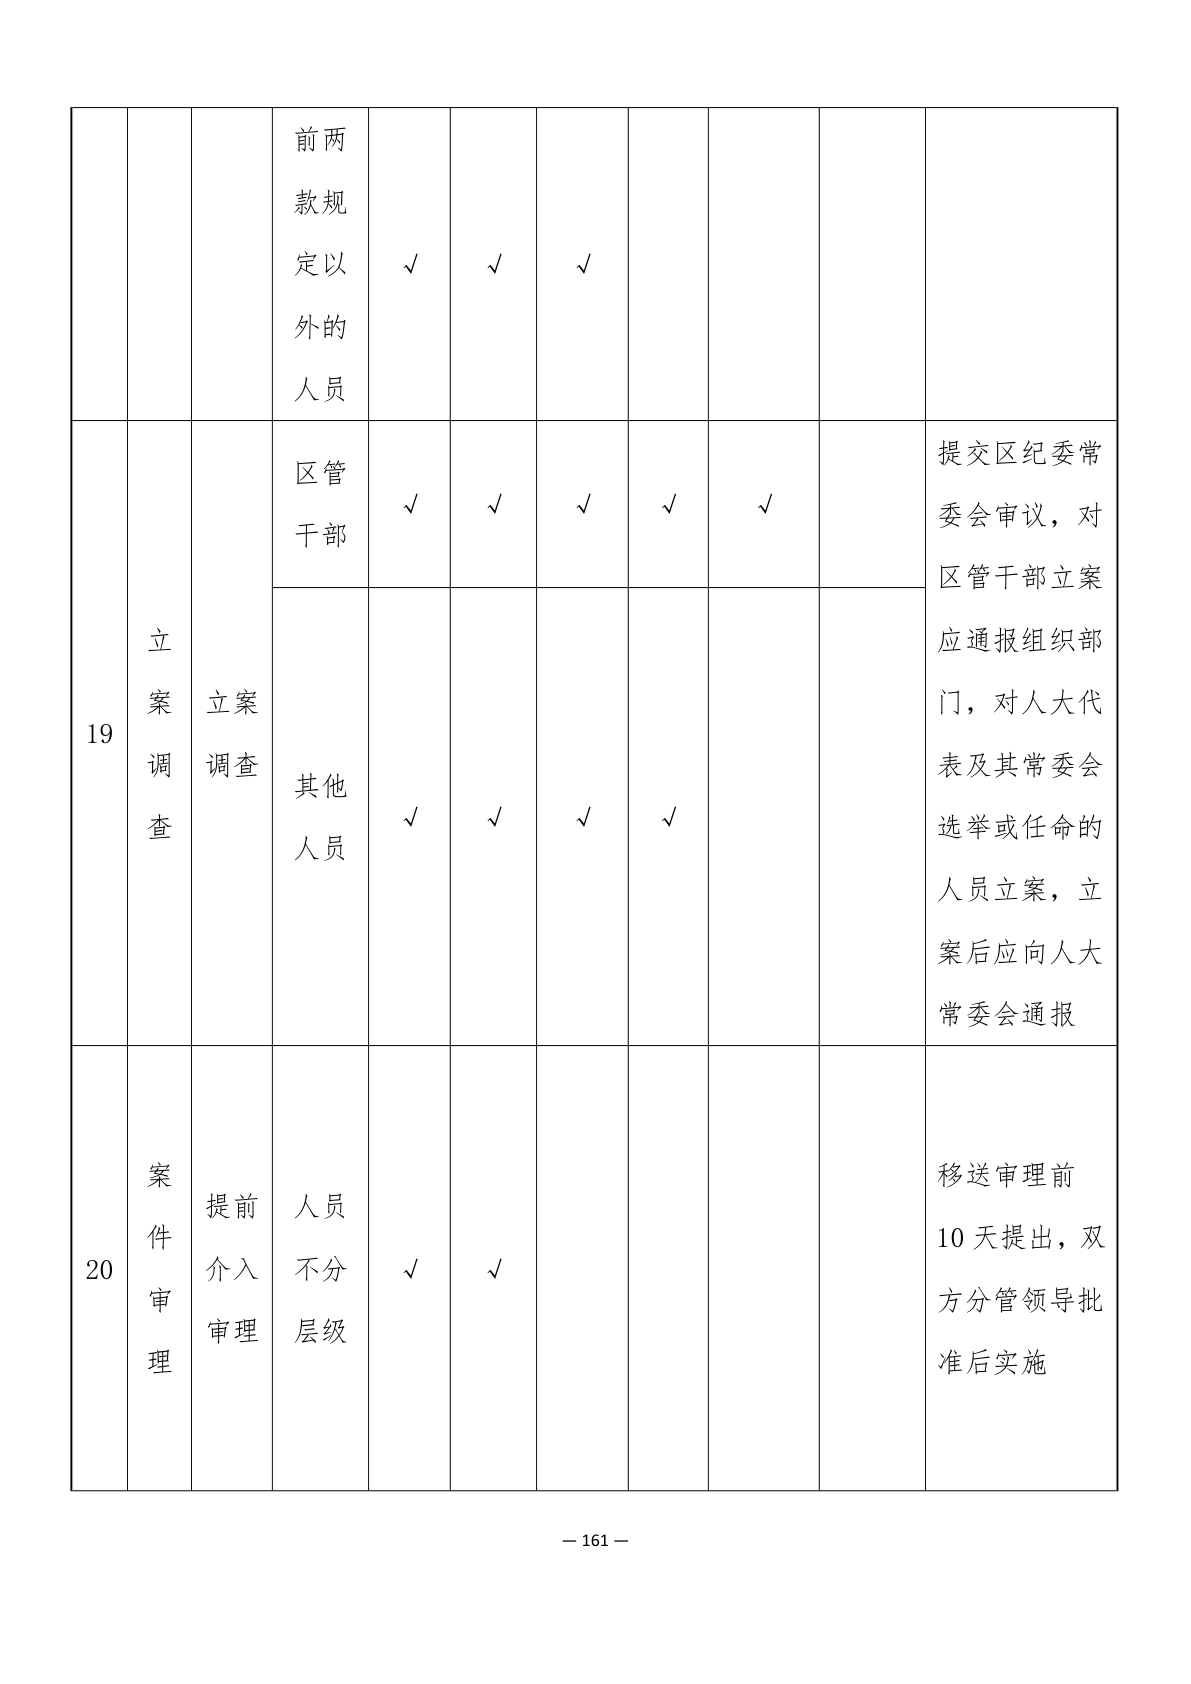 前两
款规
定以
外的
人员
√ √ √
19
立
案
调
查
立案
调查
区管
干部
√ √ √ √ √
其他
人员
√ √ √ √
提交区纪委常
委会审议，对
区管干部立案
应通报组织部
门，对人大代
表及其常委会
选举或任命的
人员立案，立
案后应向人大
常委会通报
20
案
件
审
理
提前
介入
审理
人员
不分
层级
√ √
移送审理前
10 天提出，双
方分管领导批
准后实施
— 161 —